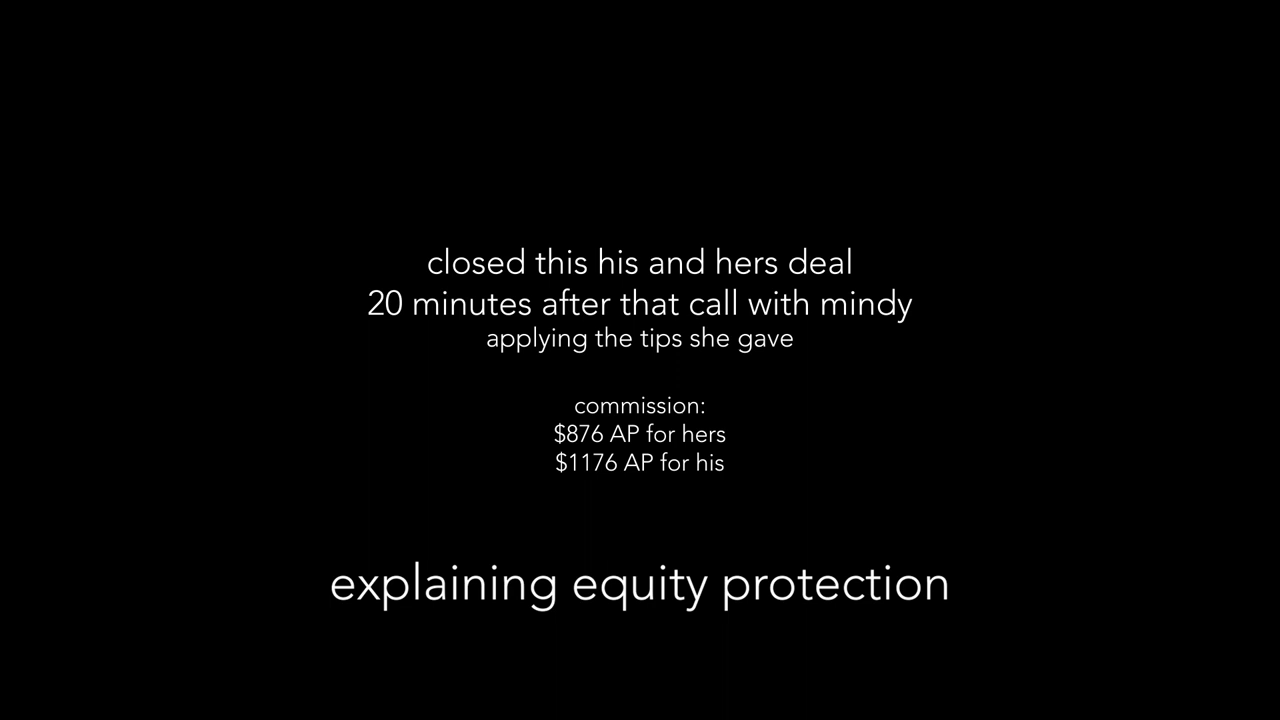 closed this his and hers deal
20 minutes after that call with mindy
applying the tips she gave
commission:
$876 AP for hers
$1176 AP for his
explaining equity protection